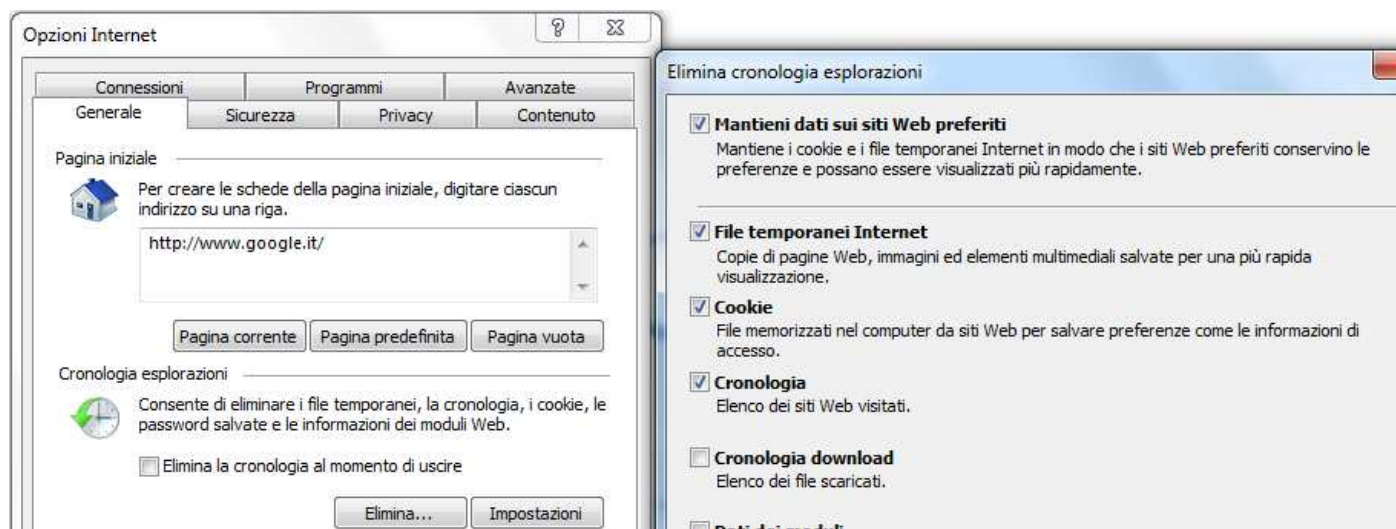 Opzioni Internet
Connessioni
Programmi
Avanzate
Generale
Sicurezza
Privacy
Contenuto
Pagina iniziale
Per creare le schede della pagina iniziale, digitare ciascun
indirizzo su una riga.
http://www.google.it/
Pagina corrente
Pagina predefinita
Pagina vuota
Cronologia esplorazioni
Consente di eliminare i file temporanei, la cronologia, i cookie, le
password salvate e le informazioni dei moduli Web.
Elimina la cronologia al momento di uscire
Elimina...
Impostazioni
Elimina cronologia esplorazioni
Mantieni dati sui siti Web preferiti
Mantiene i cookie e i file temporanei Internet in modo che i siti Web preferiti conservino le
preferenze e possano essere visualizzati più rapidamente.
File temporanei Internet
Copie di pagine Web, immagini ed elementi multimediali salvate per una più rapida
visualizzazione.
Cookie
File memorizzati nel computer da siti Web per salvare preferenze come le informazioni di
accesso.
Cronologia
Elenco dei siti Web visitati.
Cronologia download
Elenco dei file scaricati.
Dati dei moduli